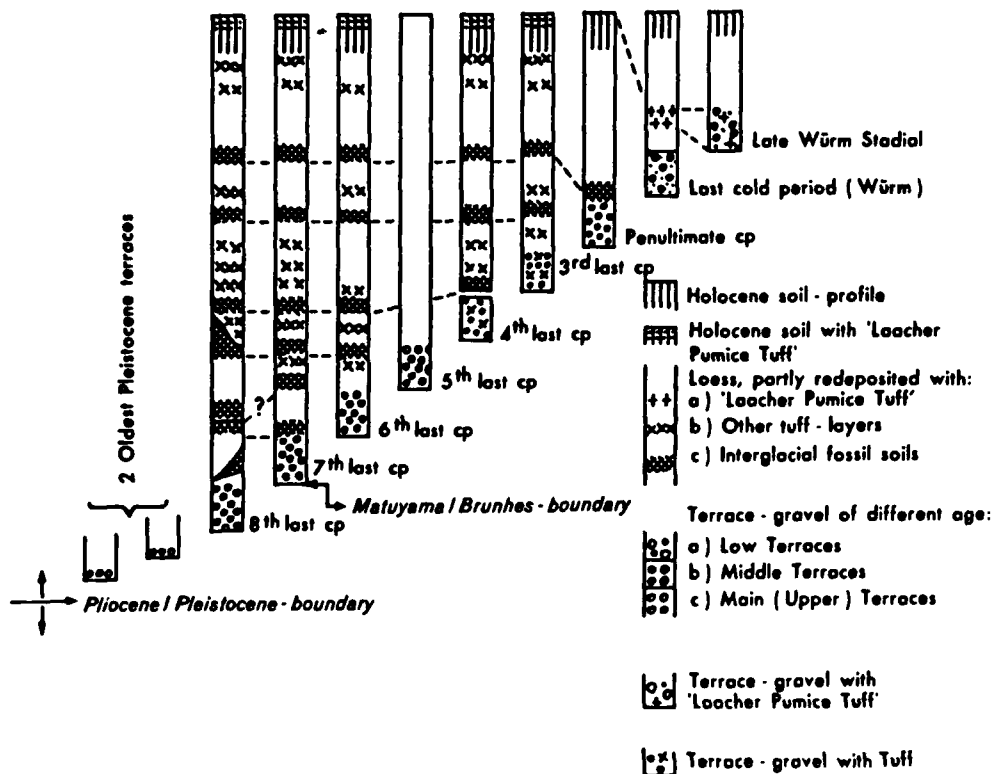 Late Würm Stadial
Last cold period (Würm)
Penultimate cp
3rd last cp
4th last cp
5th last cp
6th last cp
7th last cp
8th last cp
?
2 Oldest Pleistocene terraces
Matuyama / Brunhes - boundary
Pliocene / Pleistocene - boundary
Holocene soil - profile
Holocene soil with 'Laacher
Pumice Tuff'
Loess, partly redeposited with:
a) 'Laacher Pumice Tuff'
b) Other tuff - layers
c) Interglacial fossil soils
Terrace - gravel of different age:
a) Low Terraces
b) Middle Terraces
c) Main (Upper) Terraces
Terrace - gravel with
'Laacher Pumice Tuff'
Terrace - gravel with Tuff